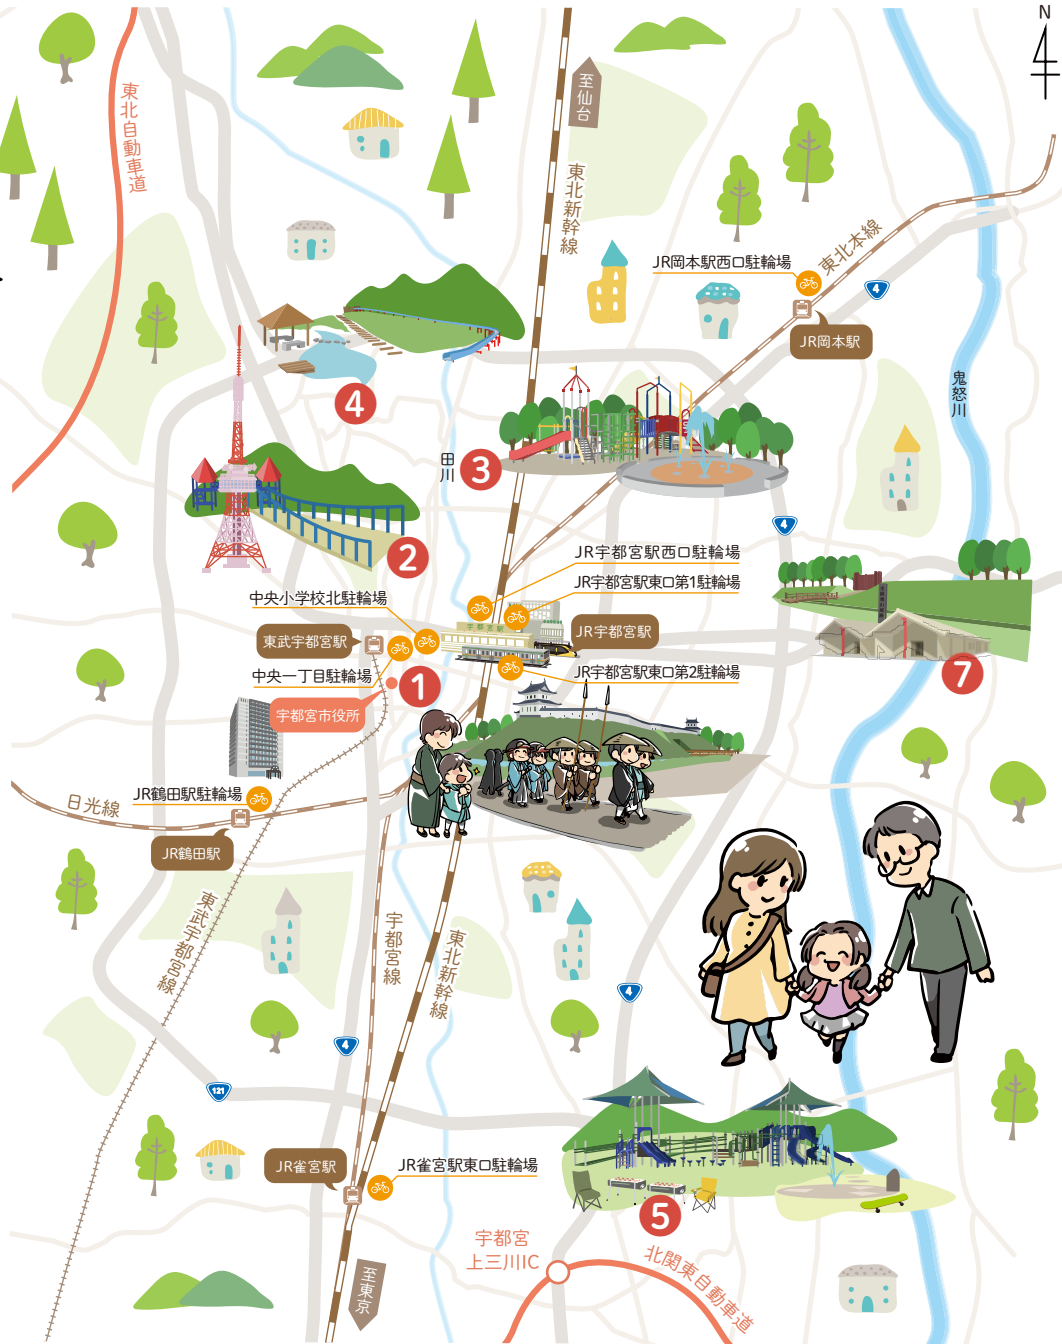 N
至仙台
東北自動車道
東北新幹線
東北本線
JR岡本駅西口駐輪場
4
JR岡本駅
鬼怒川
4
田川
3
4
2
JR宇都宮駅西口駐輪場
JR宇都宮駅東口第1駐輪場
中央小学校北駐輪場
宇都宮駅
JR宇都宮駅
東武宇都宮駅
中央一丁目駐輪場
JR宇都宮駅東口第2駐輪場
1
7
宇都宮市役所
日光線
JR鶴田駅駐輪場
JR鶴田駅
東武宇都宮線
宇都宮線
東北新幹線
4
4
121
JR雀宮駅
JR雀宮駅東口駐輪場
5
宇都宮
上三川IC
北関東自動車道
至東京